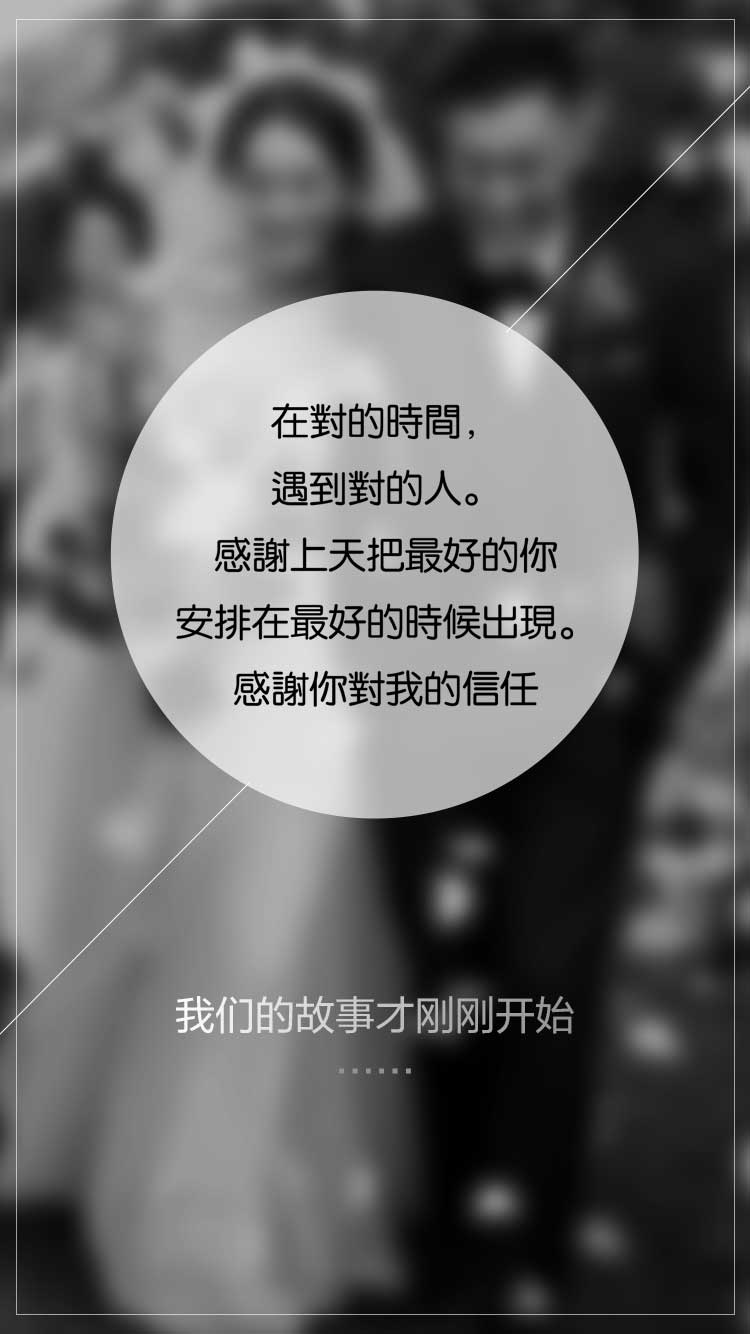 在對的時間，
遇到對的人。
感謝上天把最好的你
安排在最好的時候出現。
感謝你對我的信任
我们的故事才刚刚开始
······